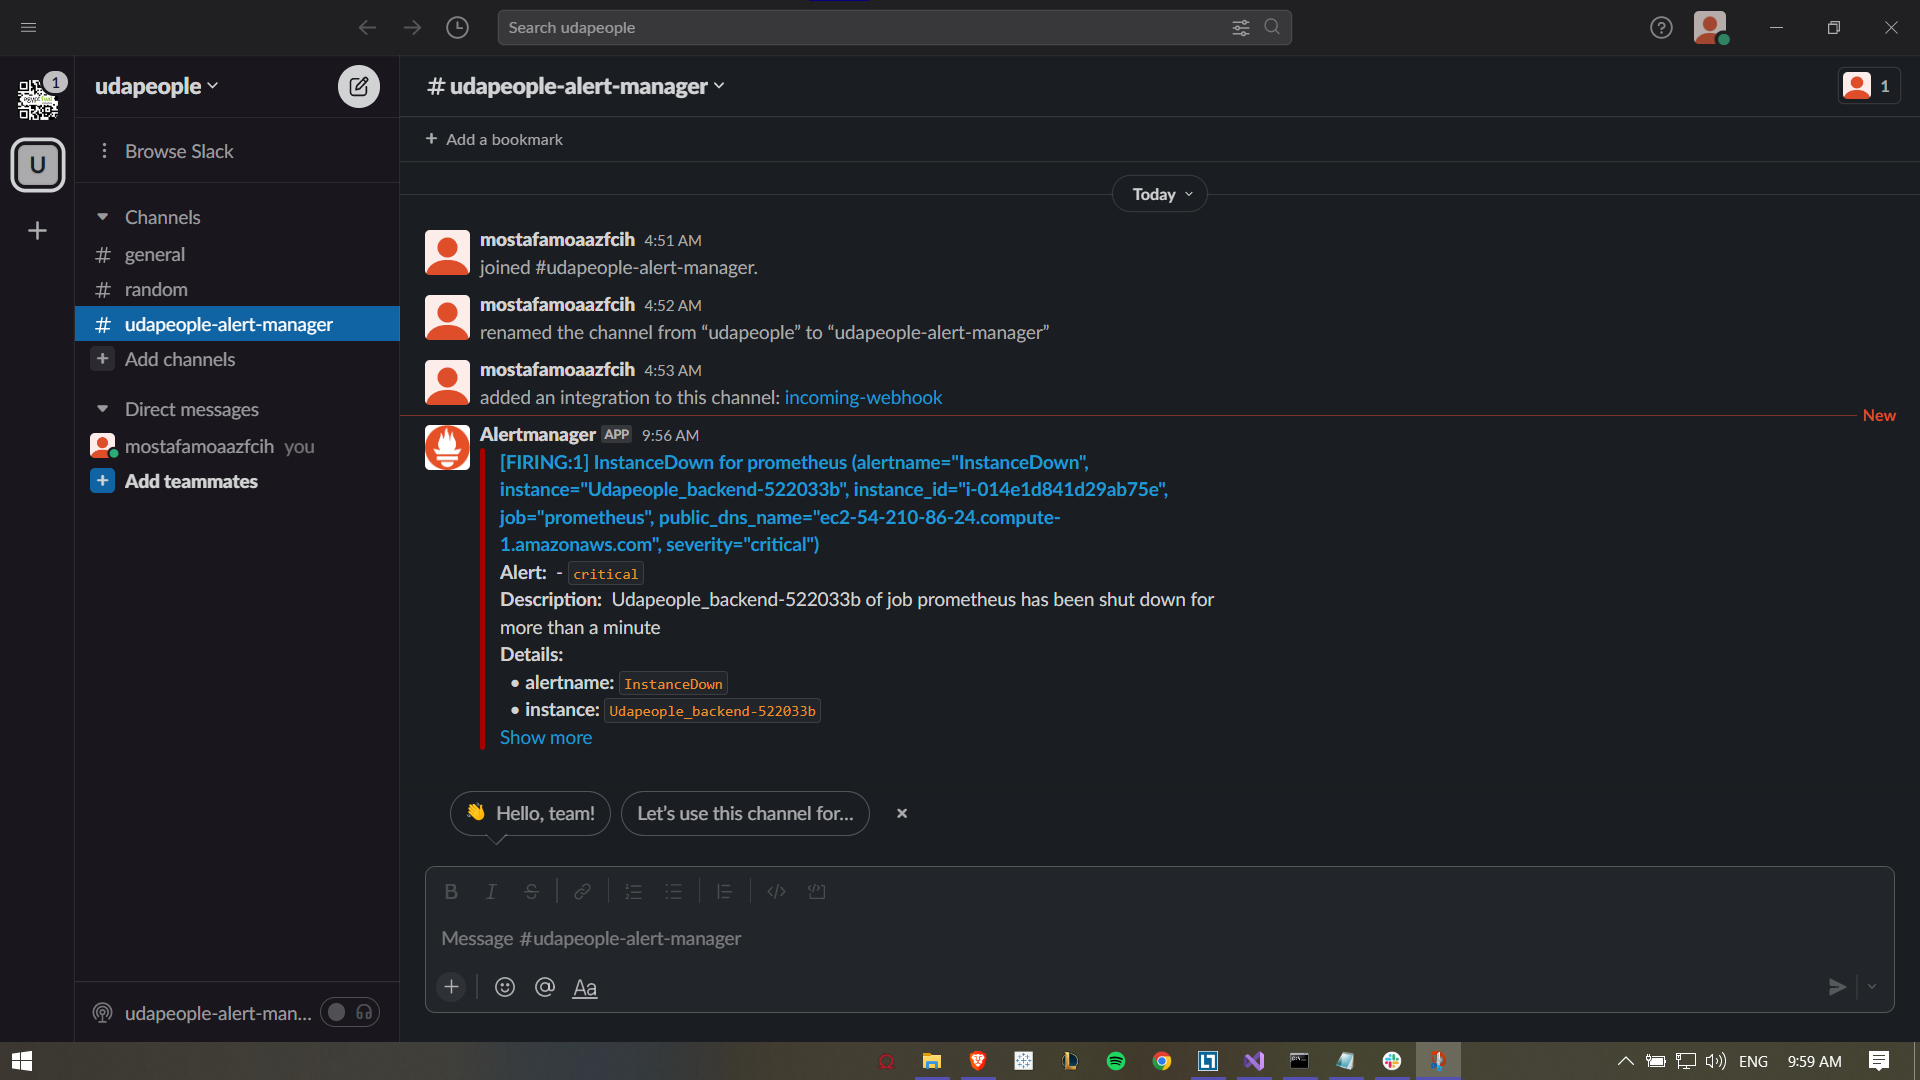 Search udapeople
1
udapeople
# udapeople-alert-manager
1
U
Browse Slack
+ Add a bookmark
Today
Channels
# general
# random
# udapeople-alert-manager
+ Add channels
Direct messages
mostafamoaazfcih you
+ Add teammates
mostafamoaazfcih 4:51 AM
joined #udapeople-alert-manager.
mostafamoaazfcih 4:52 AM
renamed the channel from “udapeople” to “udapeople-alert-manager”
mostafamoaazfcih 4:53 AM
added an integration to this channel: incoming-webhook
New
Alertmanager APP 9:56 AM
[FIRING:1] InstanceDown for prometheus (alertname="InstanceDown",
instance="Udapeople_backend-522033b", instance_id="i-014e1d841d29ab75e",
job="prometheus", public_dns_name="ec2-54-210-86-24.compute-
1.amazonaws.com", severity="critical")
Alert: - critical
Description: Udapeople_backend-522033b of job prometheus has been shut down for
more than a minute
Details:
• alertname: InstanceDown
• instance: Udapeople_backend-522033b
Show more
👋 Hello, team!
Let’s use this channel for...
B I S
Message #udapeople-alert-manager
+ @ Aa
udapeople-alert-man...
ENG 9:59 AM